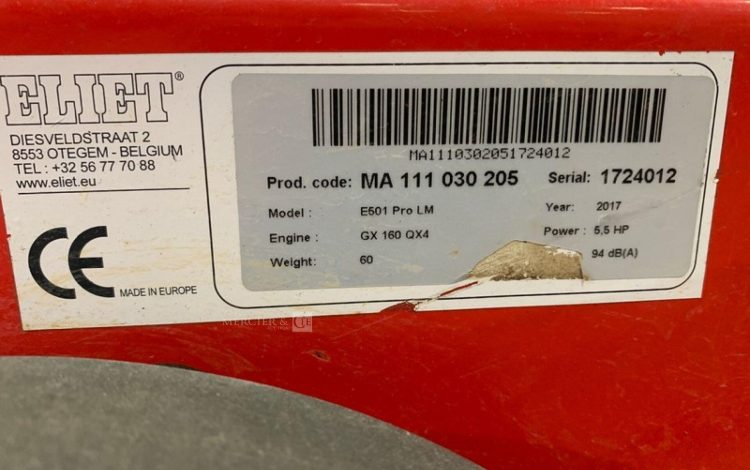 ELIET®
DIESVELDSTRAAT 2
8553 OTEGEM - BELGIUM
TEL : +32 56 77 70 88
www.eliet.eu
CE
MADE IN EUROPE
MA1110302051724012
Prod. code: MA 111 030 205 Serial: 1724012
Model : E501 Pro LM Year: 2017
Engine : GX 160 QX4 Power : 5,5 HP
Weight: 60 94 dB(A)
MERCIER & CIE